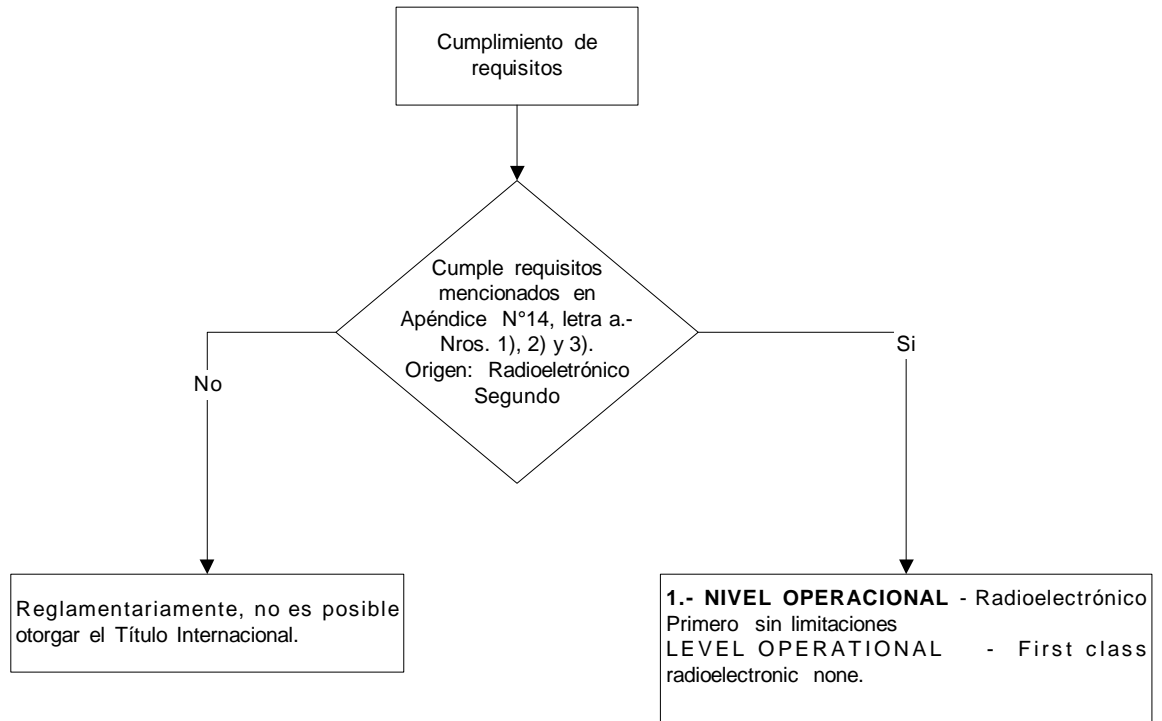 Cumplimiento de
requisitos
Cumple requisitos
mencionados en
Apéndice N°14, letra a.-
Nros. 1), 2) y 3).
Origen: Radioeletrónico
Segundo
No
Si
Reglamentariamente, no es posible
otorgar el Título Internacional.
1.- NIVEL OPERACIONAL - Radioelectrónico
Primero sin limitaciones
LEVEL OPERATIONAL - First class
radioelectronic none.